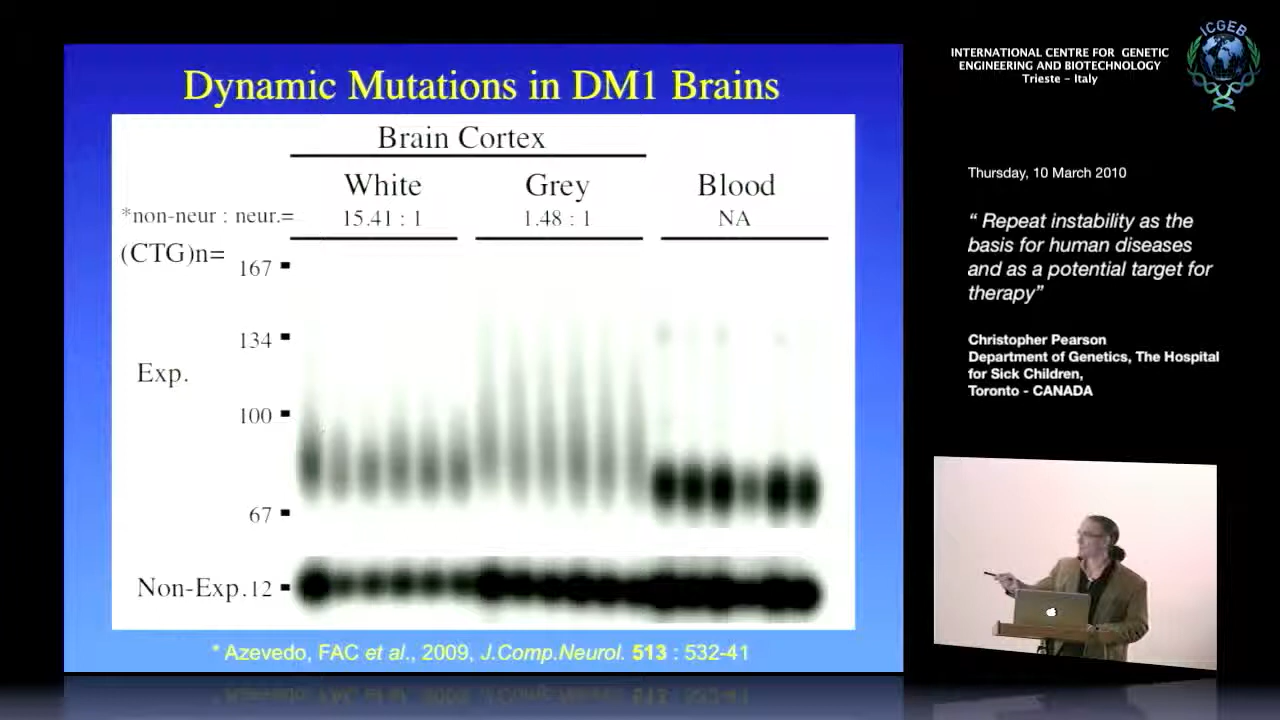 Dynamic Mutations in DM1 Brains
Brain Cortex
White Grey Blood
*non-neur : neur.= 15.41 : 1 1.48 : 1 NA
(CTG)n=
167
134
Exp.
100
67
Non-Exp.12
* Azevedo, FAC et al., 2009, J.Comp.Neurol. 513 : 532-41
INTERNATIONAL CENTRE FOR GENETIC
ENGINEERING AND BIOTECHNOLOGY
Trieste – Italy
ICGEB
Thursday, 10 March 2010
“ Repeat instability as the
basis for human diseases
and as a potential target for
therapy”
Christopher Pearson
Department of Genetics, The Hospital
for Sick Children,
Toronto - CANADA